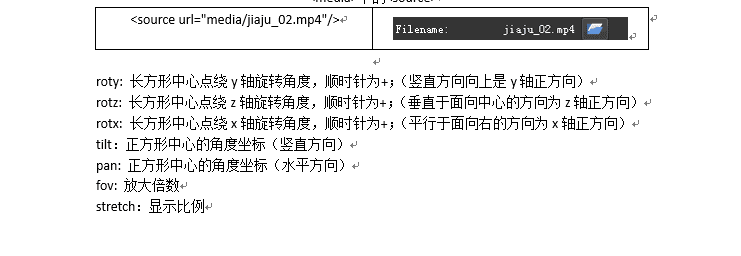 <source url="media/jiaju_02.mp4"/>
Filename: jiaju_02.mp4
roty: 长方形中心点绕 y 轴旋转角度，顺时针为+；（竖直方向向上是 y 轴正方向）
rotz: 长方形中心点绕 z 轴旋转角度，顺时针为+；（垂直于面向中心的方向为 z 轴正方向）
rotx: 长方形中心点绕 x 轴旋转角度，顺时针为+；（平行于面向右的方向为 x 轴正方向）
tilt：正方形中心的角度坐标（竖直方向）
pan: 正方形中心的角度坐标（水平方向）
fov: 放大倍数
stretch：显示比例